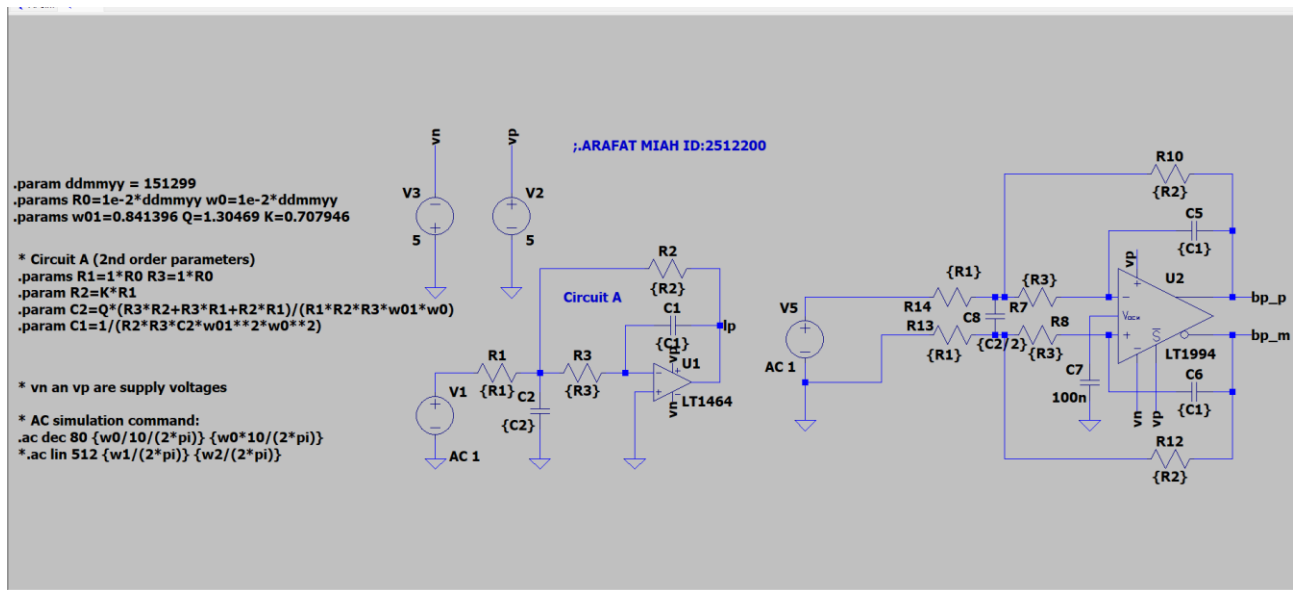 ;.ARAFAT MIAH ID:2512200
.param ddmmyy = 151299
.params R0=1e-2*ddmmyy w0=1e-2*ddmmyy
.params w01=0.841396 Q=1.30469 K=0.707946
* Circuit A (2nd order parameters)
.params R1=1*R0 R3=1*R0
.param R2=K*R1
.param C2=Q*(R3*R2+R3*R1+R2*R1)/(R1*R2*R3*w01*w0)
.param C1=1/(R2*R3*C2*w01**2*w0**2)
* vn an vp are supply voltages
* AC simulation command:
.ac dec 80 {w0/10/(2*pi)} {w0*10/(2*pi)}
*.ac lin 512 {w1/(2*pi)} {w2/(2*pi)}
vn
V3
5
vp
V2
5
Circuit A
R2
{R2}
C1
{C1}
lp
vp
U1
LT1464
vn
R1
{R1}
R3
{R3}
C2
{C2}
V1
AC 1
V5
AC 1
{R1}
R14
R13
{R1}
C8
{C2/2}
{R3}
R7
R8
{R3}
R10
{R2}
C5
{C1}
vp
U2
LT1994
bp_p
bp_m
C7
100n
vn
vp
C6
{C1}
R12
{R2}